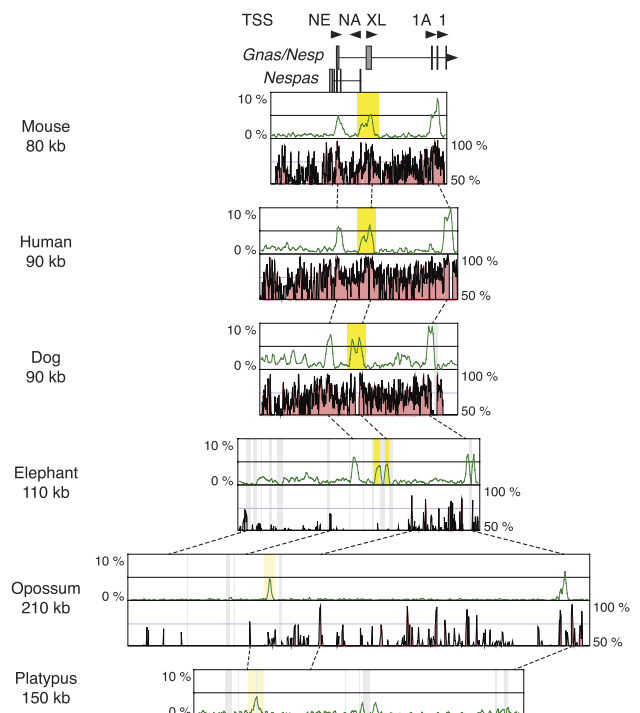 TSS NE NA XL 1A 1
Gnas/Nesp
Nespas
10 %
0 %
Mouse
80 kb
100 %
50 %
10 %
0 %
Human
90 kb
100 %
50 %
10 %
0 %
Dog
90 kb
100 %
50 %
10 %
0 %
Elephant
110 kb
100 %
50 %
10 %
0 %
Opossum
210 kb
100 %
50 %
Platypus
150 kb
10 %
0 %